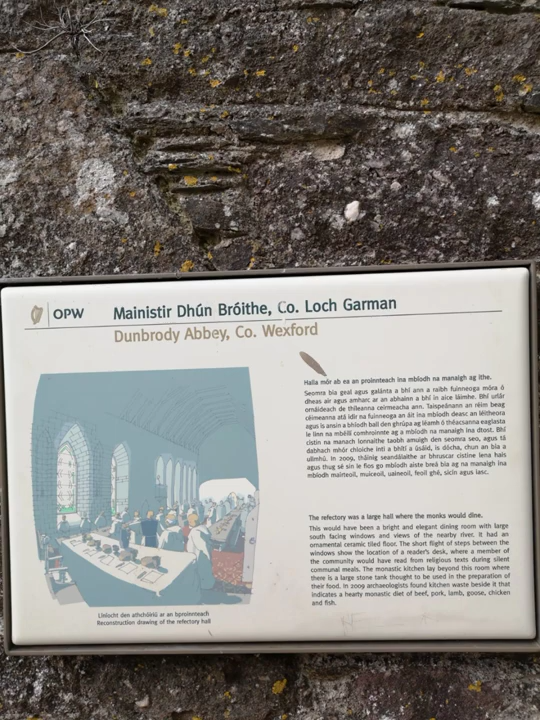 OPW
Mainistir Dhún Bróithe, Co. Loch Garman
Dunbrody Abbey, Co. Wexford
Halla mór ab ea an proinnteach ina mbíodh na manaigh ag ithe.
Seomra bia geal agus galánta a bhí ann a raibh fuinneoga móra ó
dheas air agus amharc ar an abhainn a bhí in aice láimhe. Bhí urlár
ornáideach de thíleanna ceirmeacha ann. Taispeánann an réim beag
céimeanna atá idir na fuinneoga an áit ina mbíodh deasc an léitheora
agus is ansin a bhíodh ball den ghrúpa ag léamh ó théacsanna eaglasta
le linn na mbéilí comhroinnte ag a mbíodh na manaigh ina dtost. Bhí
cistin na manach lonnaithe taobh amuigh den seomra seo, agus tá
dabhach mhór chloiche inti a bhítí a úsáid, is dócha, chun an bia a
ullmhú. In 2009, tháinig seandálaithe ar bhruscar cistine lena hais
agus thug sé sin le fios go mbíodh aiste breá bia ag na manaigh ina
mbíodh mairteoil, muiceoil, uaineoil, feoil ghé, sicín agus iasc.
The refectory was a large hall where the monks would dine.
This would have been a bright and elegant dining room with large
south facing windows and views of the nearby river. It had an
ornamental ceramic tiled floor. The short flight of steps between the
windows show the location of a reader's desk, where a member of
the community would have read from religious texts during silent
communal meals. The monastic kitchen lay beyond this room where
there is a large stone tank thought to be used in the preparation of
their food. In 2009 archaeologists found kitchen waste beside it that
indicates a hearty monastic diet of beef, pork, lamb, goose, chicken
and fish.
Líníocht den athchóiriú ar an bproinnteach
Reconstruction drawing of the refectory hall